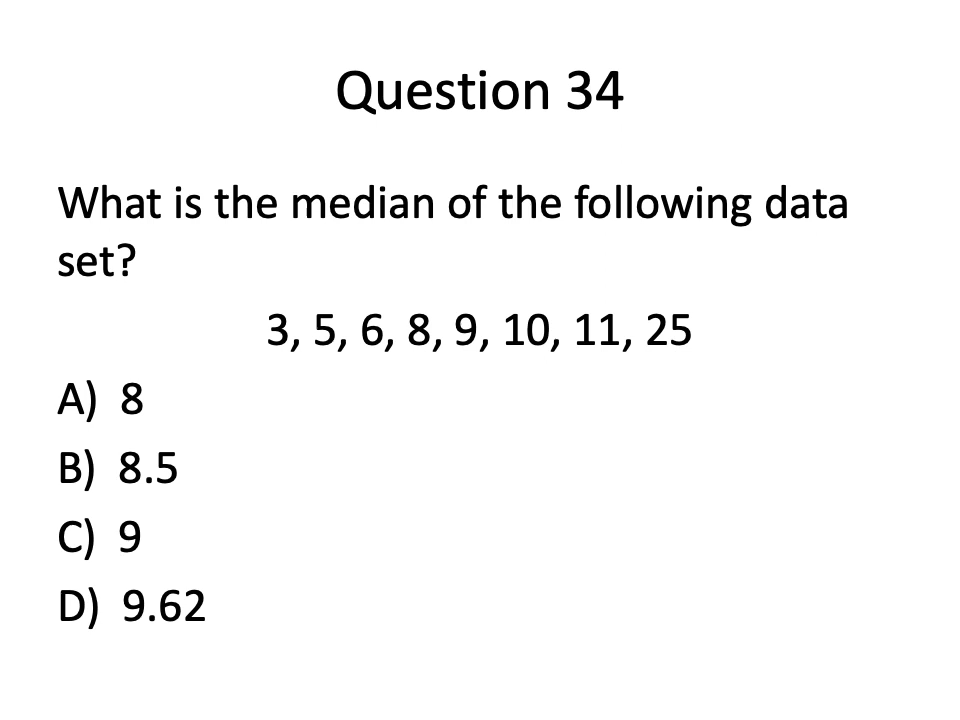 Question 34
What is the median of the following data
set?
3, 5, 6, 8, 9, 10, 11, 25
A) 8
B) 8.5
C) 9
D) 9.62